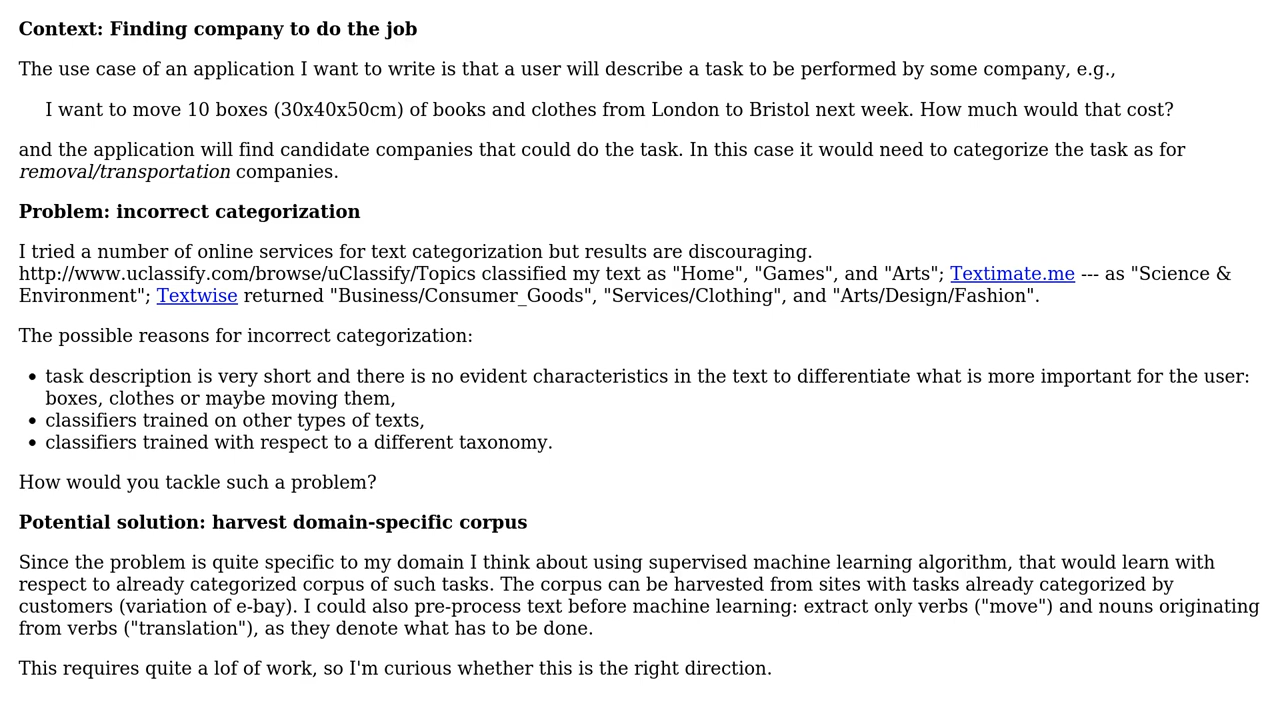 Context: Finding company to do the job
The use case of an application I want to write is that a user will describe a task to be performed by some company, e.g.,
I want to move 10 boxes (30x40x50cm) of books and clothes from London to Bristol next week. How much would that cost?
and the application will find candidate companies that could do the task. In this case it would need to categorize the task as for
removal/transportation companies.
Problem: incorrect categorization
I tried a number of online services for text categorization but results are discouraging.
http://www.uclassify.com/browse/uClassify/Topics classified my text as "Home", "Games", and "Arts"; Textimate.me --- as "Science &
Environment"; Textwise returned "Business/Consumer_Goods", "Services/Clothing", and "Arts/Design/Fashion".
The possible reasons for incorrect categorization:
• task description is very short and there is no evident characteristics in the text to differentiate what is more important for the user:
boxes, clothes or maybe moving them,
• classifiers trained on other types of texts,
• classifiers trained with respect to a different taxonomy.
How would you tackle such a problem?
Potential solution: harvest domain-specific corpus
Since the problem is quite specific to my domain I think about using supervised machine learning algorithm, that would learn with
respect to already categorized corpus of such tasks. The corpus can be harvested from sites with tasks already categorized by
customers (variation of e-bay). I could also pre-process text before machine learning: extract only verbs ("move") and nouns originating
from verbs ("translation"), as they denote what has to be done.
This requires quite a lof of work, so I'm curious whether this is the right direction.